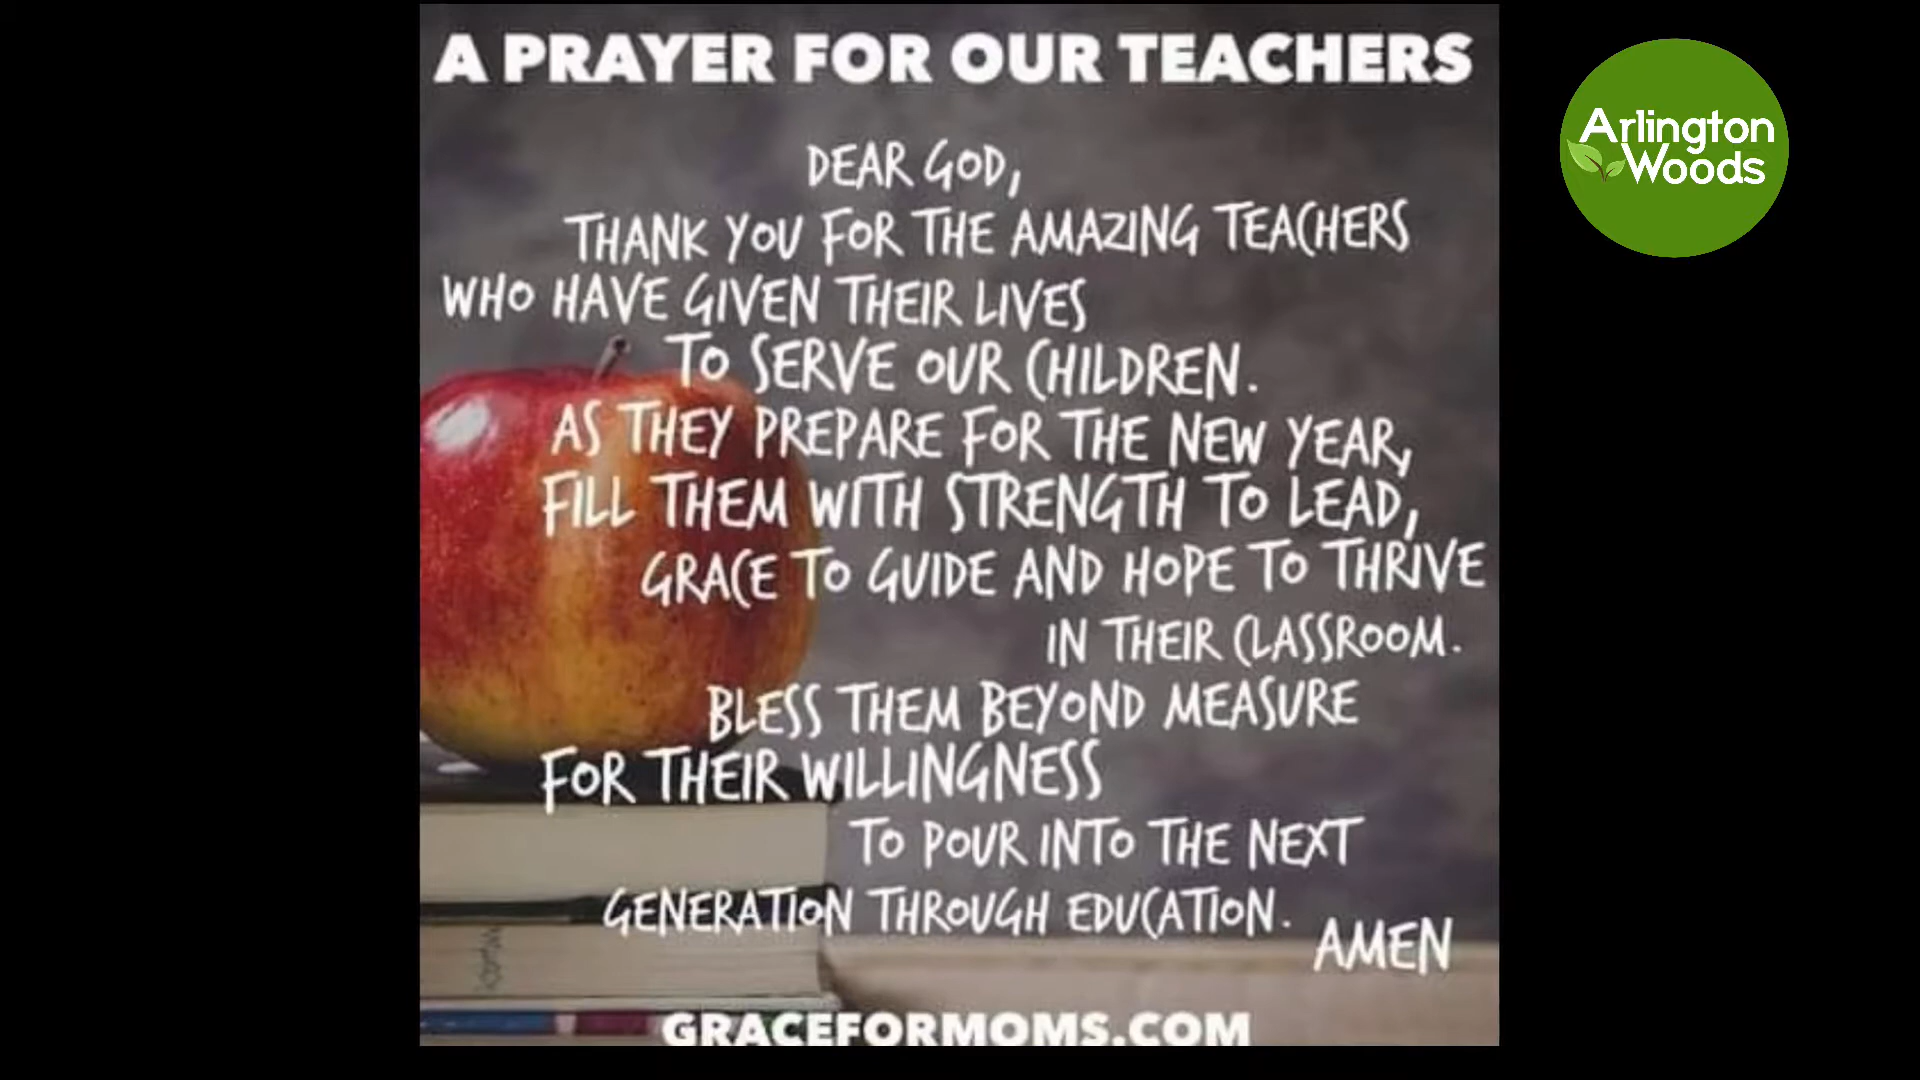 A PRAYER FOR OUR TEACHERS
Arlington
Woods
DEAR GOD,
THANK YOU FOR THE AMAZING TEACHERS
WHO HAVE GIVEN THEIR LIVES
TO SERVE OUR CHILDREN.
AS THEY PREPARE FOR THE NEW YEAR,
FILL THEM WITH STRENGTH TO LEAD,
GRACE TO GUIDE AND HOPE TO THRIVE
IN THEIR CLASSROOM.
BLESS THEM BEYOND MEASURE
FOR THEIR WILLINGNESS
TO POUR INTO THE NEXT
GENERATION THROUGH EDUCATION.
AMEN
GRACEFORMOMS.COM